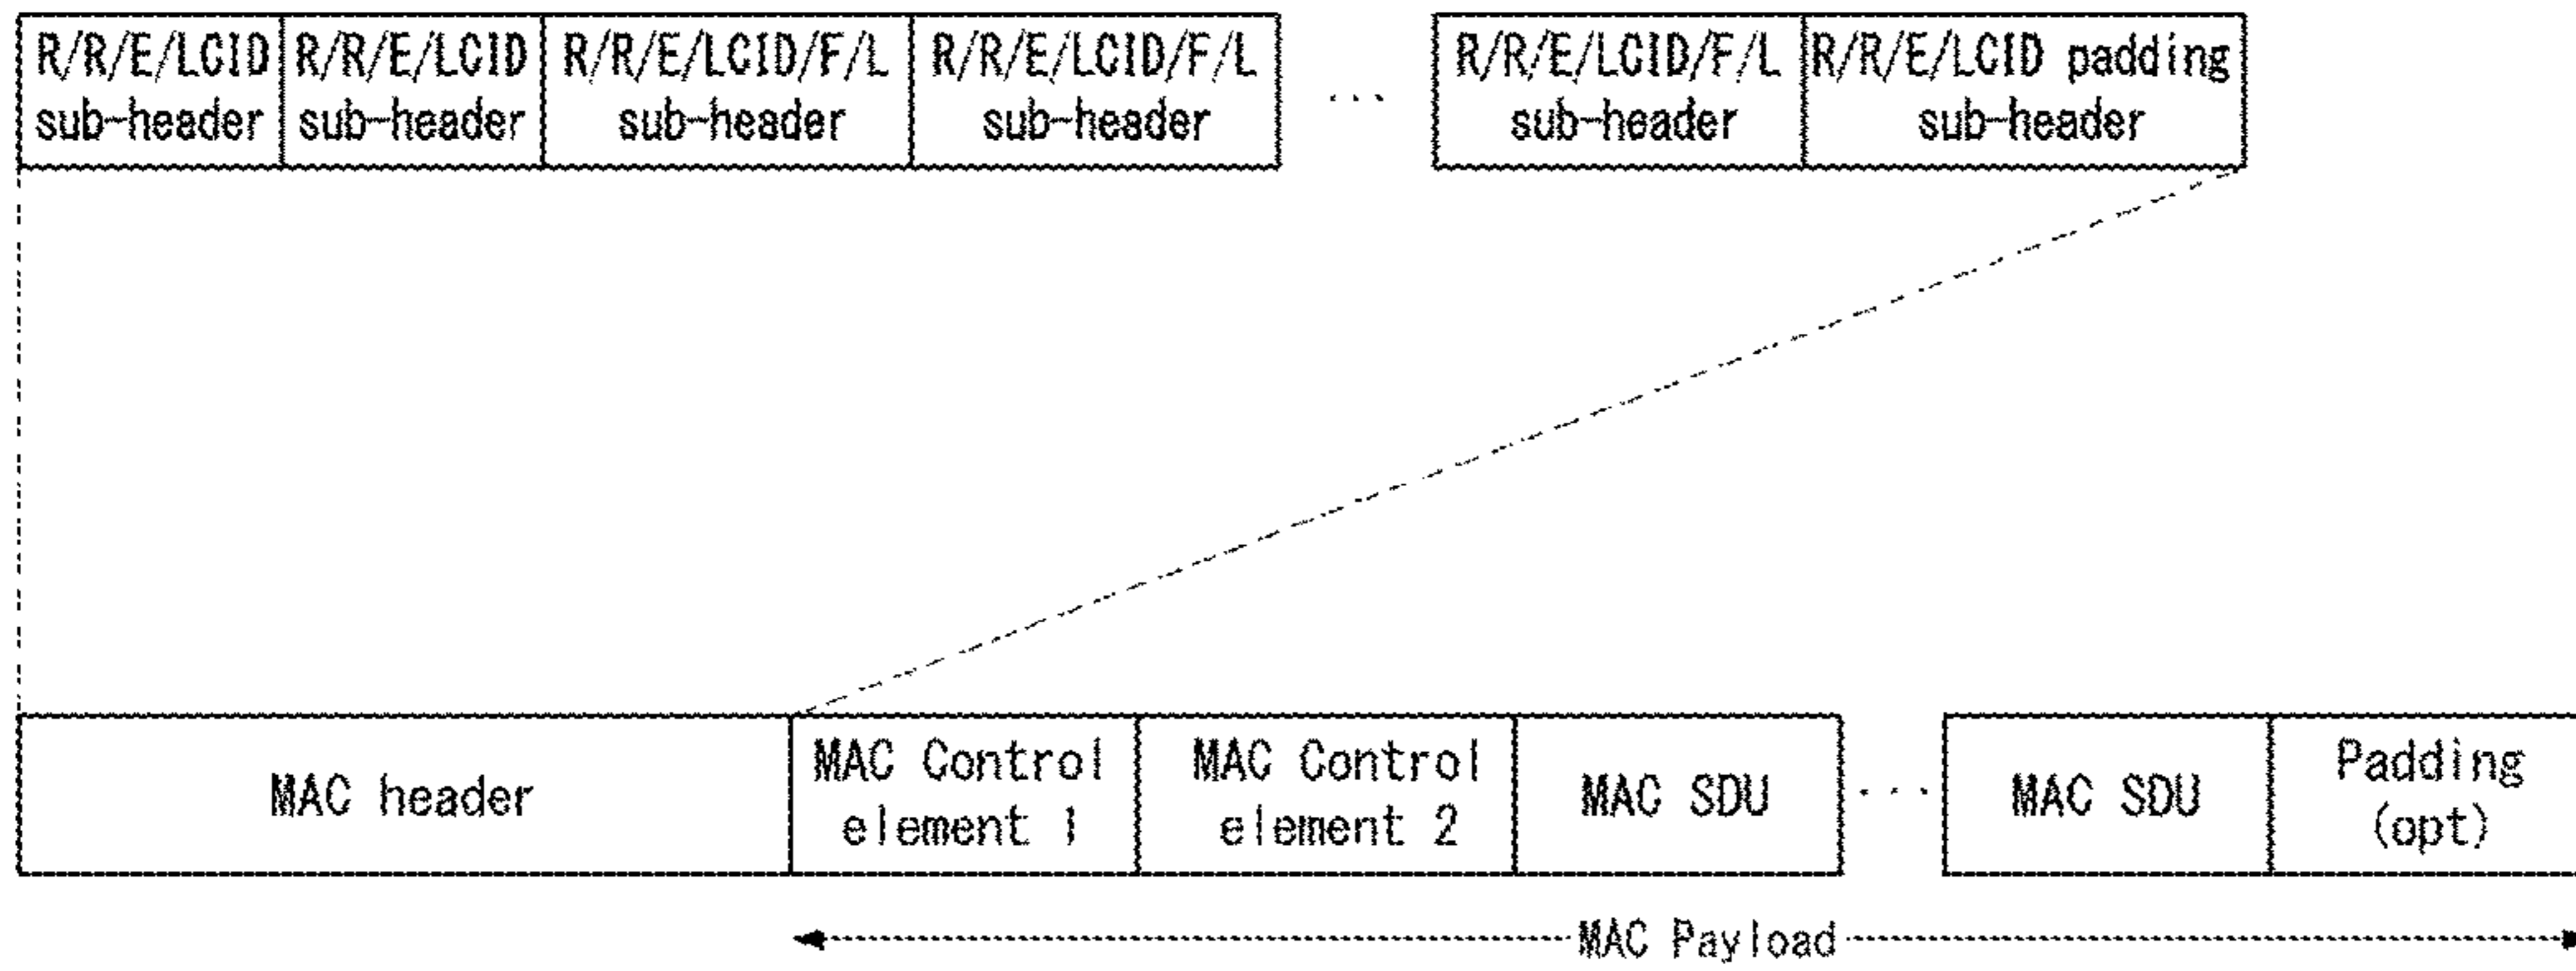 R/R/E/LCID R/R/E/LCID R/R/E/LCID/F/L R/R/E/LCID/F/L ... R/R/E/LCID/F/L R/R/E/LCID padding
sub-header sub-header sub-header sub-header sub-header sub-header
MAC header
MAC Control
element 1
MAC Control
element 2
MAC SDU
...
MAC SDU
Padding
(opt)
MAC Payload